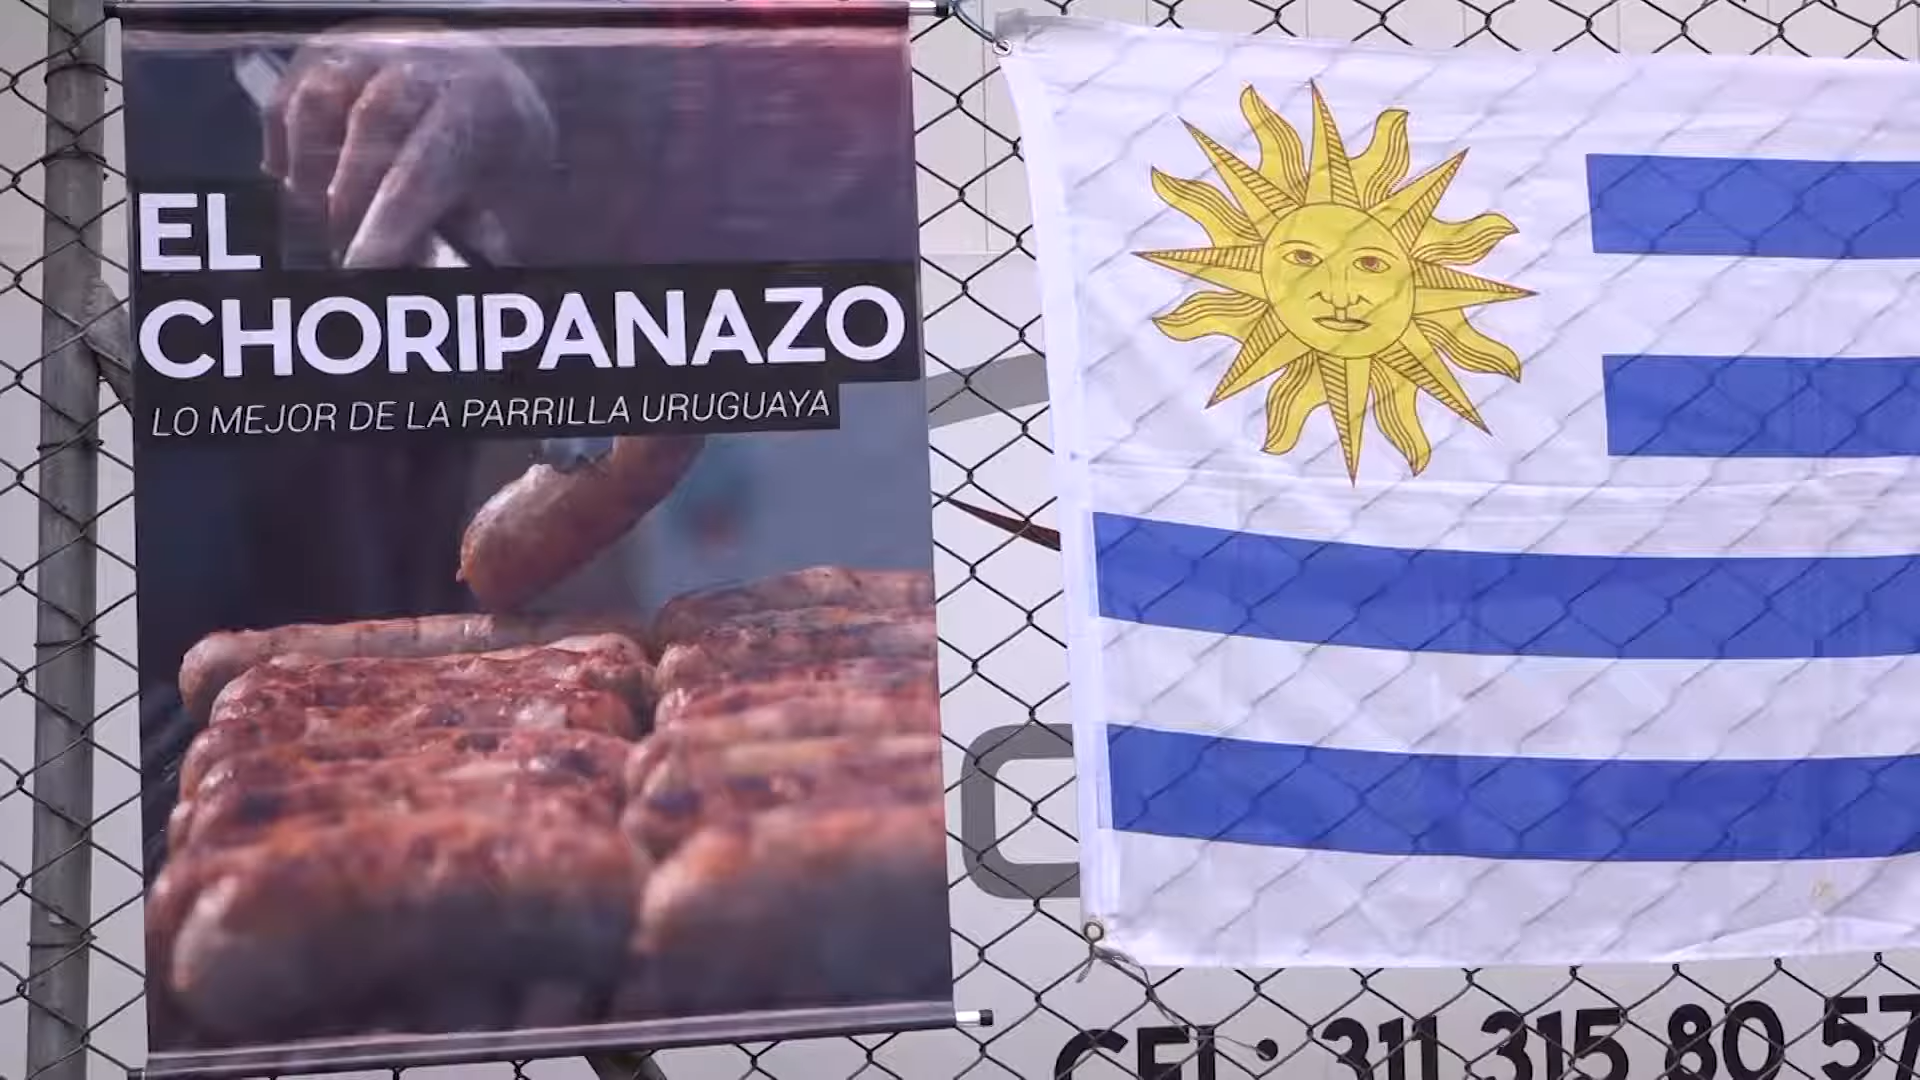 EL
CHORIPANAZO
LO MEJOR DE LA PARRILLA URUGUAYA
CEL: 311 315 80 57